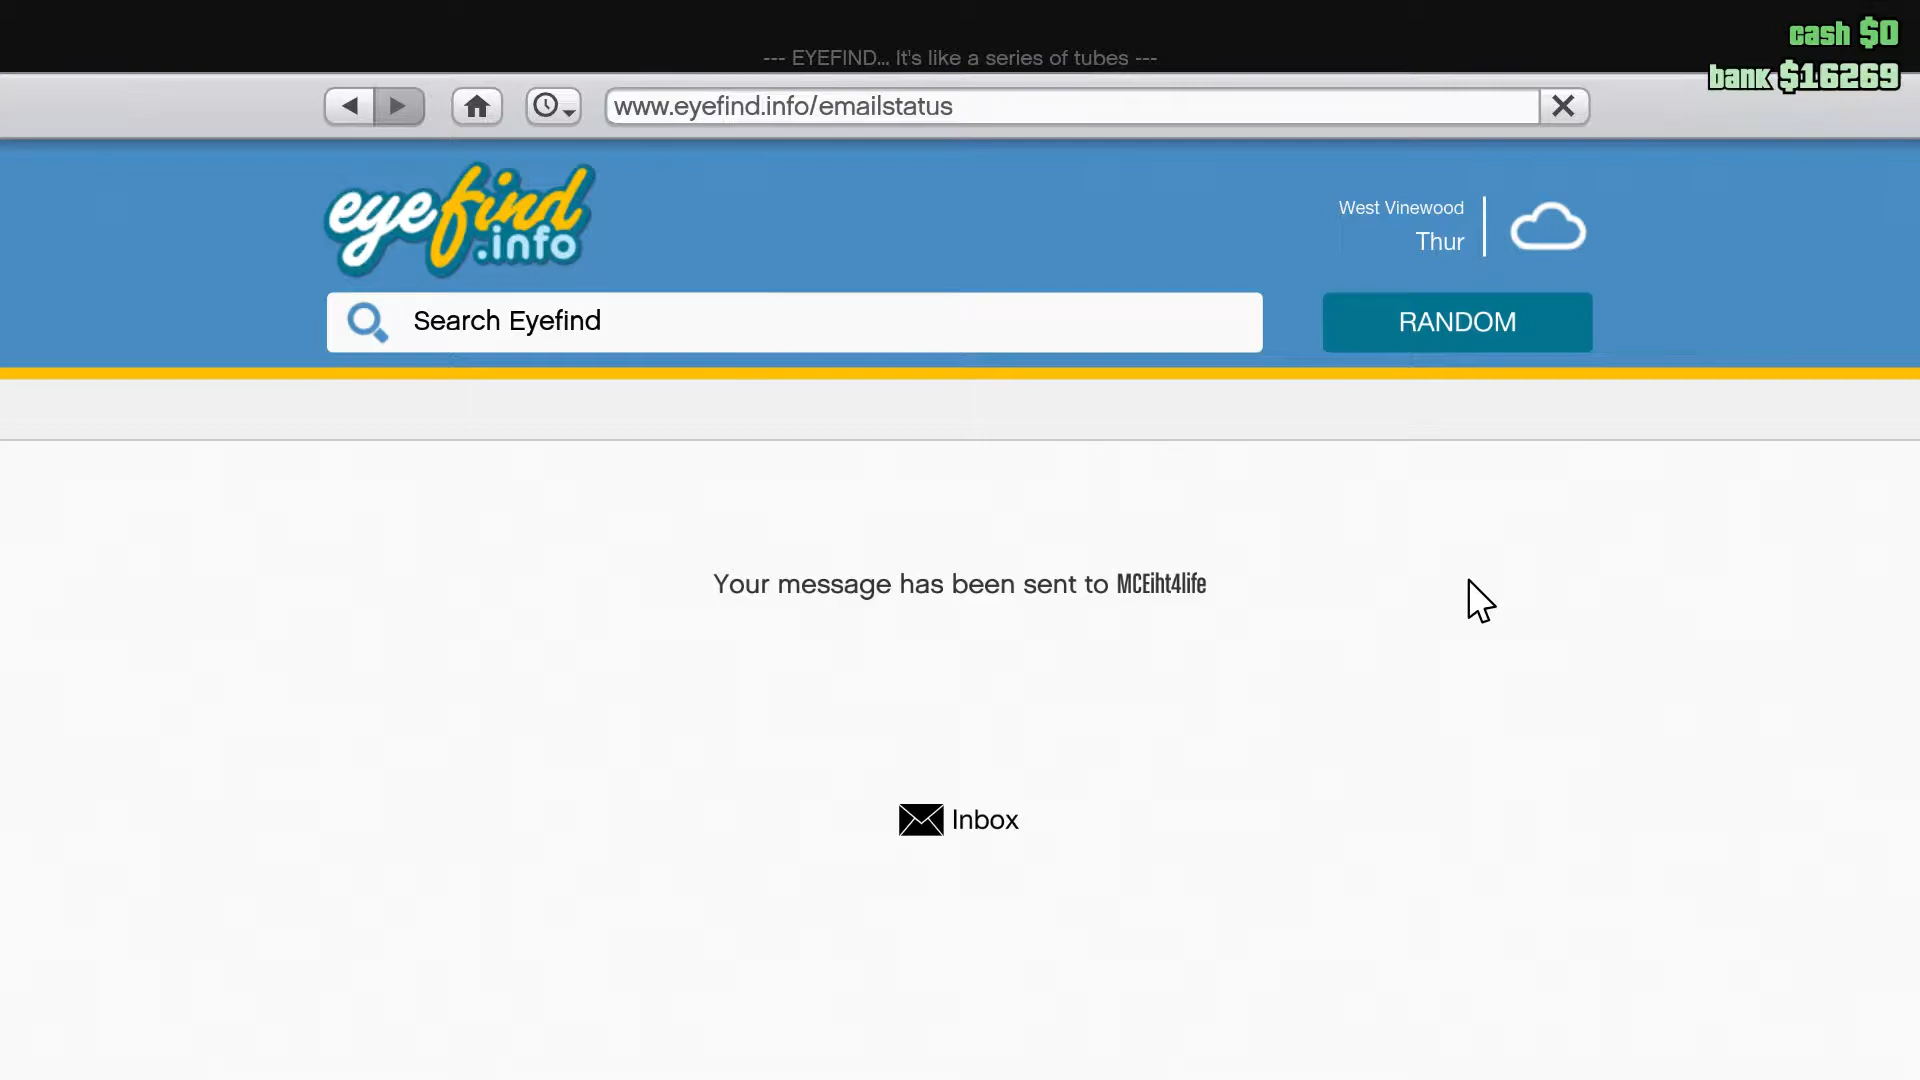 cash $0
--- EYEFIND... It's like a series of tubes ---
bank $16269
www.eyefind.info/emailstatus
eyefind.info
West Vinewood
Thur
Search Eyefind
RANDOM
Your message has been sent to MCEiht4life
Inbox